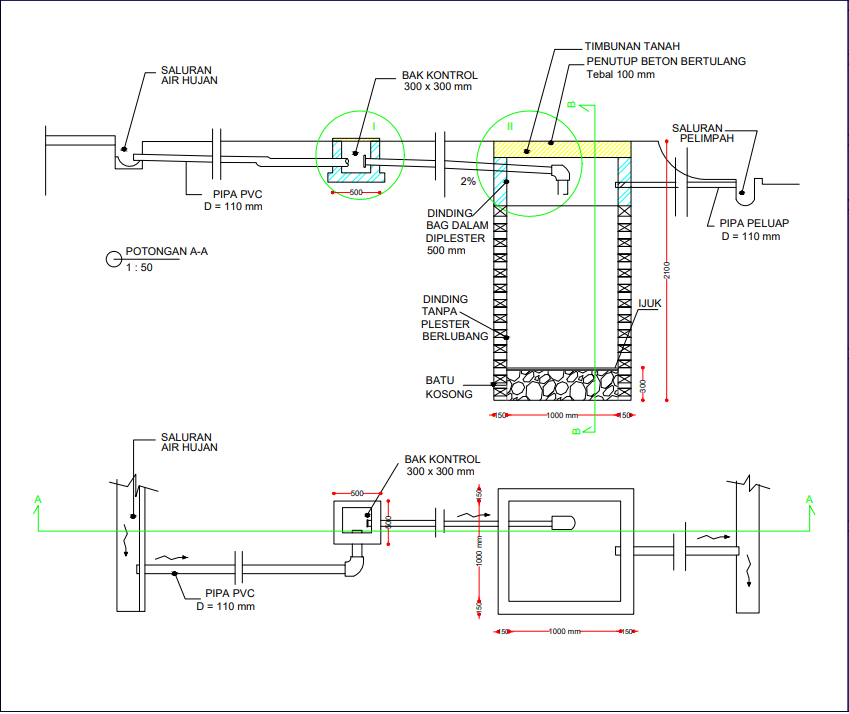 TIMBUNAN TANAH
PENUTUP BETON BERTULANG
Tebal 100 mm
SALURAN
AIR HUJAN
BAK KONTROL
300 x 300 mm
B
I
II
SALURAN
PELIMPAH
2%
500
PIPA PVC
D = 110 mm
DINDING
BAG DALAM
DIPLESTER
500 mm
PIPA PELUAP
D = 110 mm
POTONGAN A-A
1 : 50
2100
DINDING
TANPA
PLESTER
BERLUBANG
IJUK
BATU
KOSONG
300
150
1000 mm
150
B
SALURAN
AIR HUJAN
BAK KONTROL
300 x 300 mm
A
A
500
500
150
1000 mm
150
PIPA PVC
D = 110 mm
150
1000 mm
150